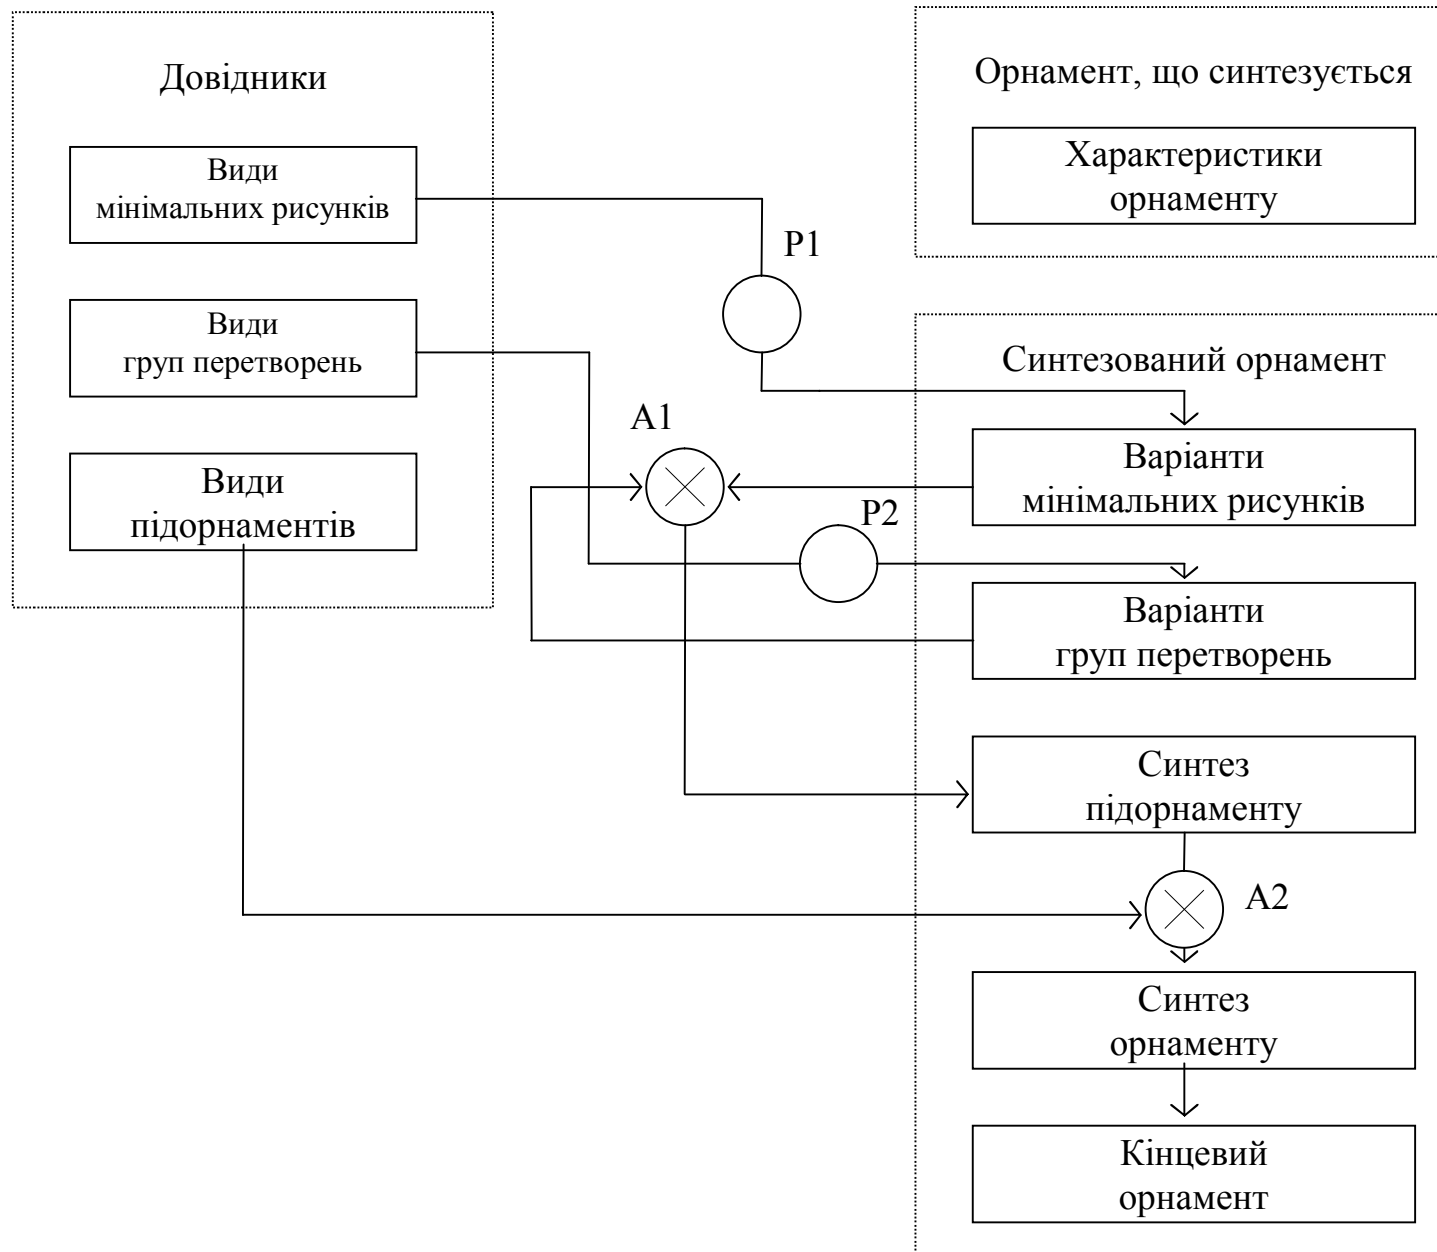 Довідники
Види
мінімальних рисунків
Види
груп перетворень
Види
підорнаментів
P1
A1
P2
Орнамент, що синтезується
Характеристики
орнаменту
Синтезований орнамент
Варіанти
мінімальних рисунків
Варіанти
груп перетворень
Синтез
підорнаменту
A2
Синтез
орнаменту
Кінцевий
орнамент